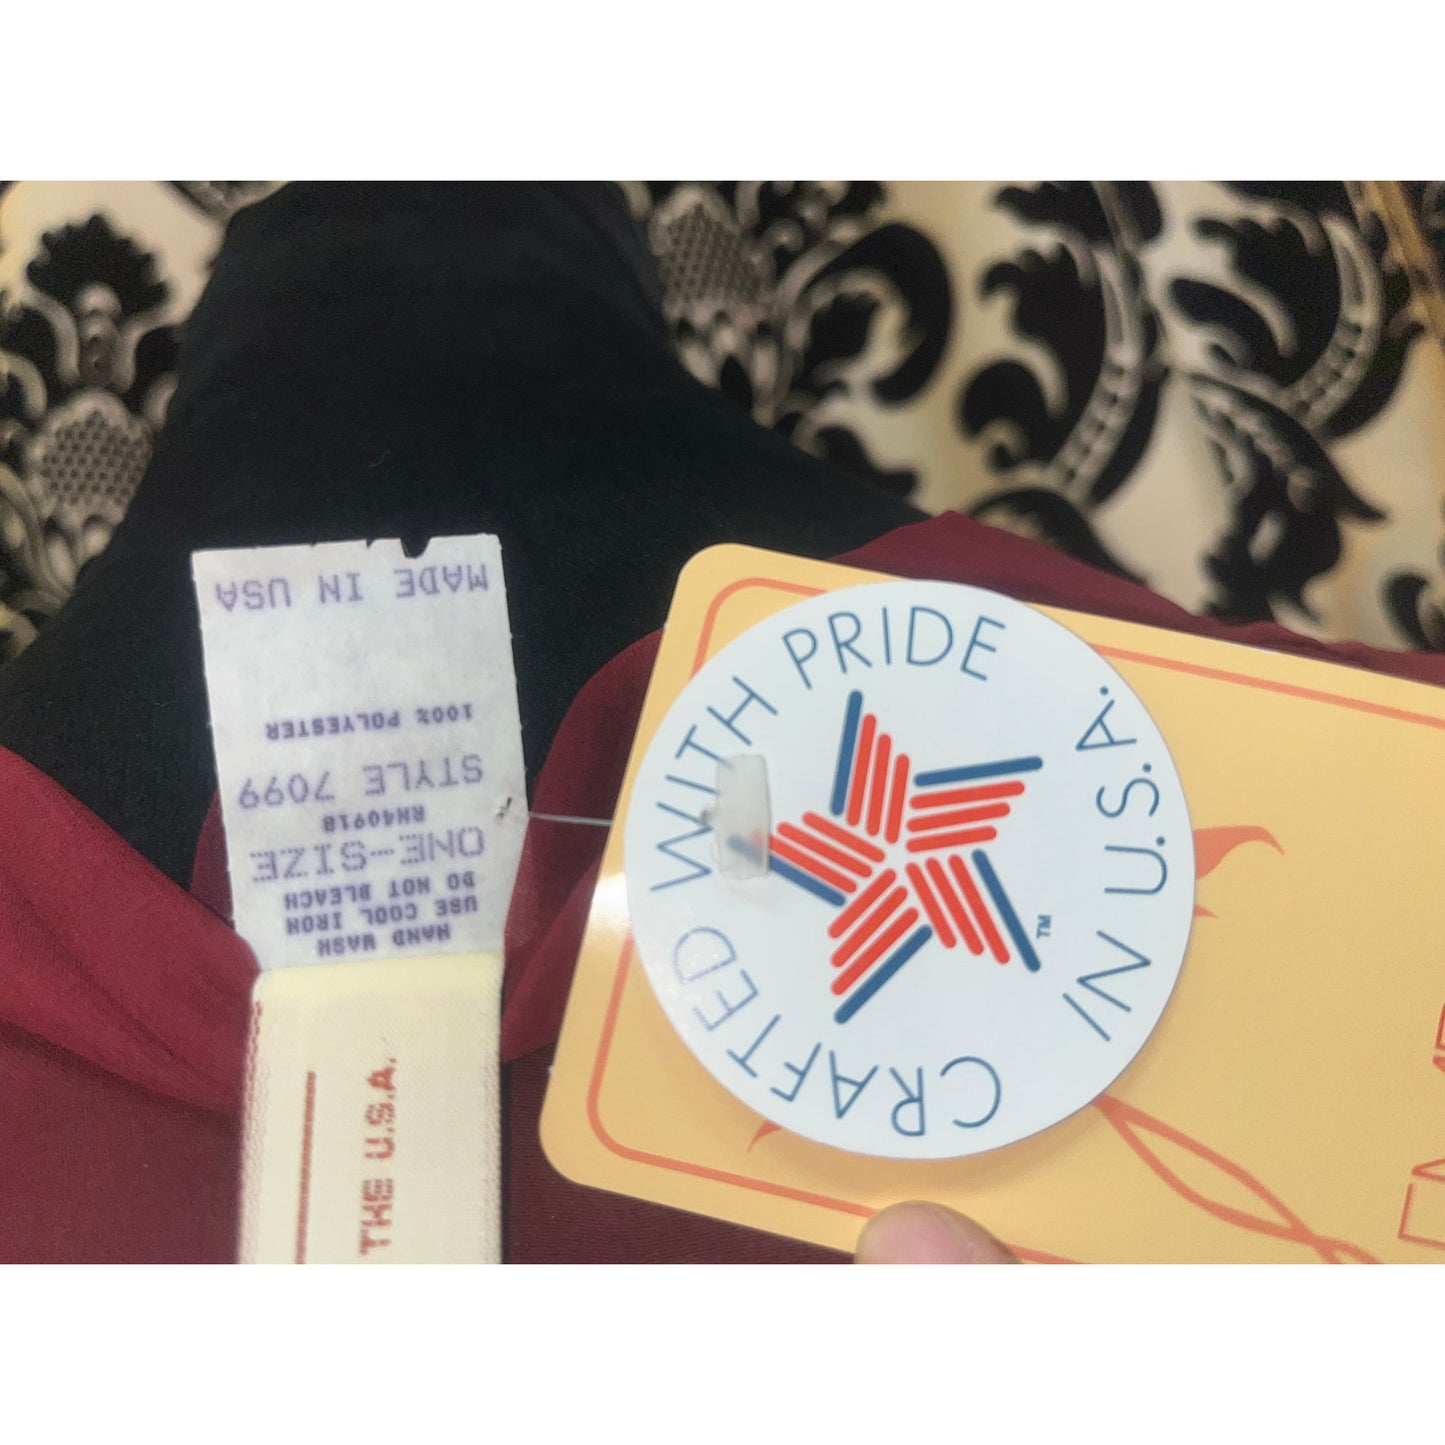 HAND WASH
USE COOL IRON
DO NOT BLEACH
ONE-SIZE
RN40918
STYLE 7099
100% POLYESTER
MADE IN USA
THE U.S.A.
CRAFTED WITH PRIDE IN U.S.A.
TM